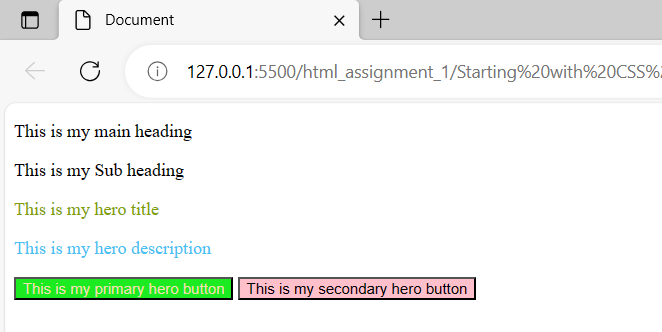 Document
127.0.0.1:5500/html_assignment_1/Starting%20with%20CSS%
This is my main heading
This is my Sub heading
This is my hero title
This is my hero description
This is my primary hero button This is my secondary hero button